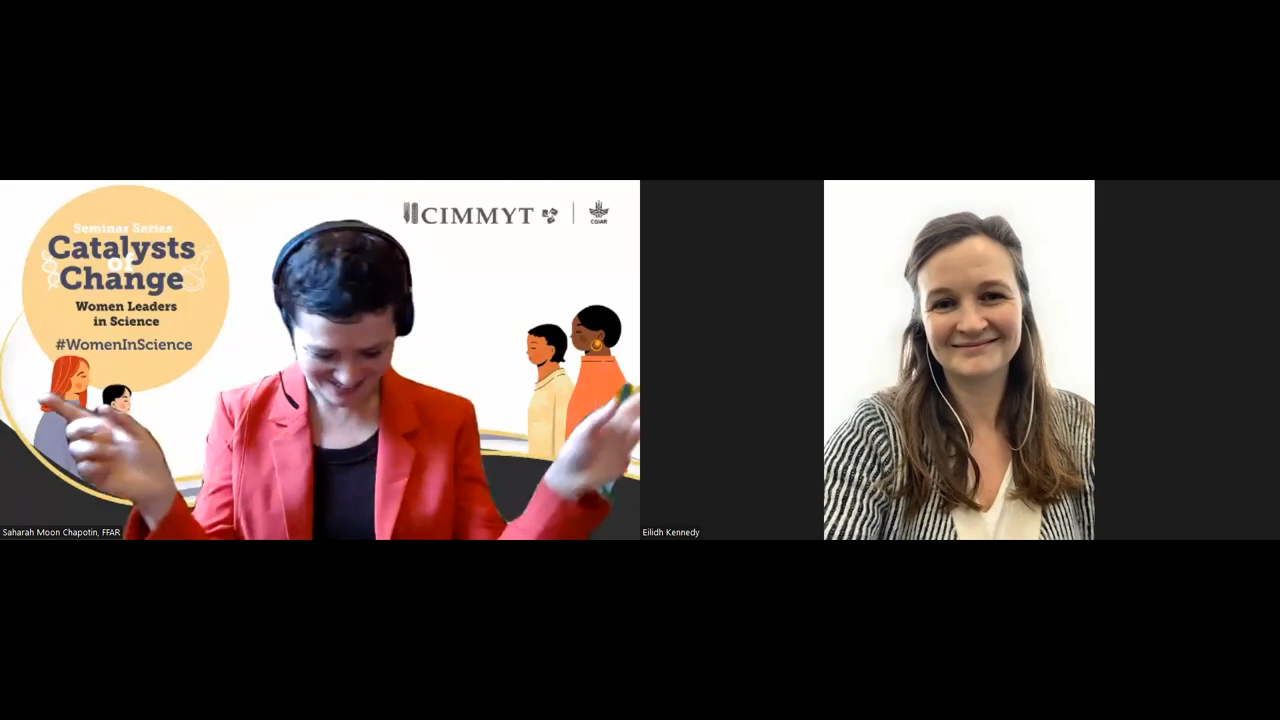 Seminar Series
Catalysts
of
Change
Women Leaders
in Science
#WomenInScience
CIMMYT
CGIAR
Saharah Moon Chapotin, FFAR
Eilidh Kennedy